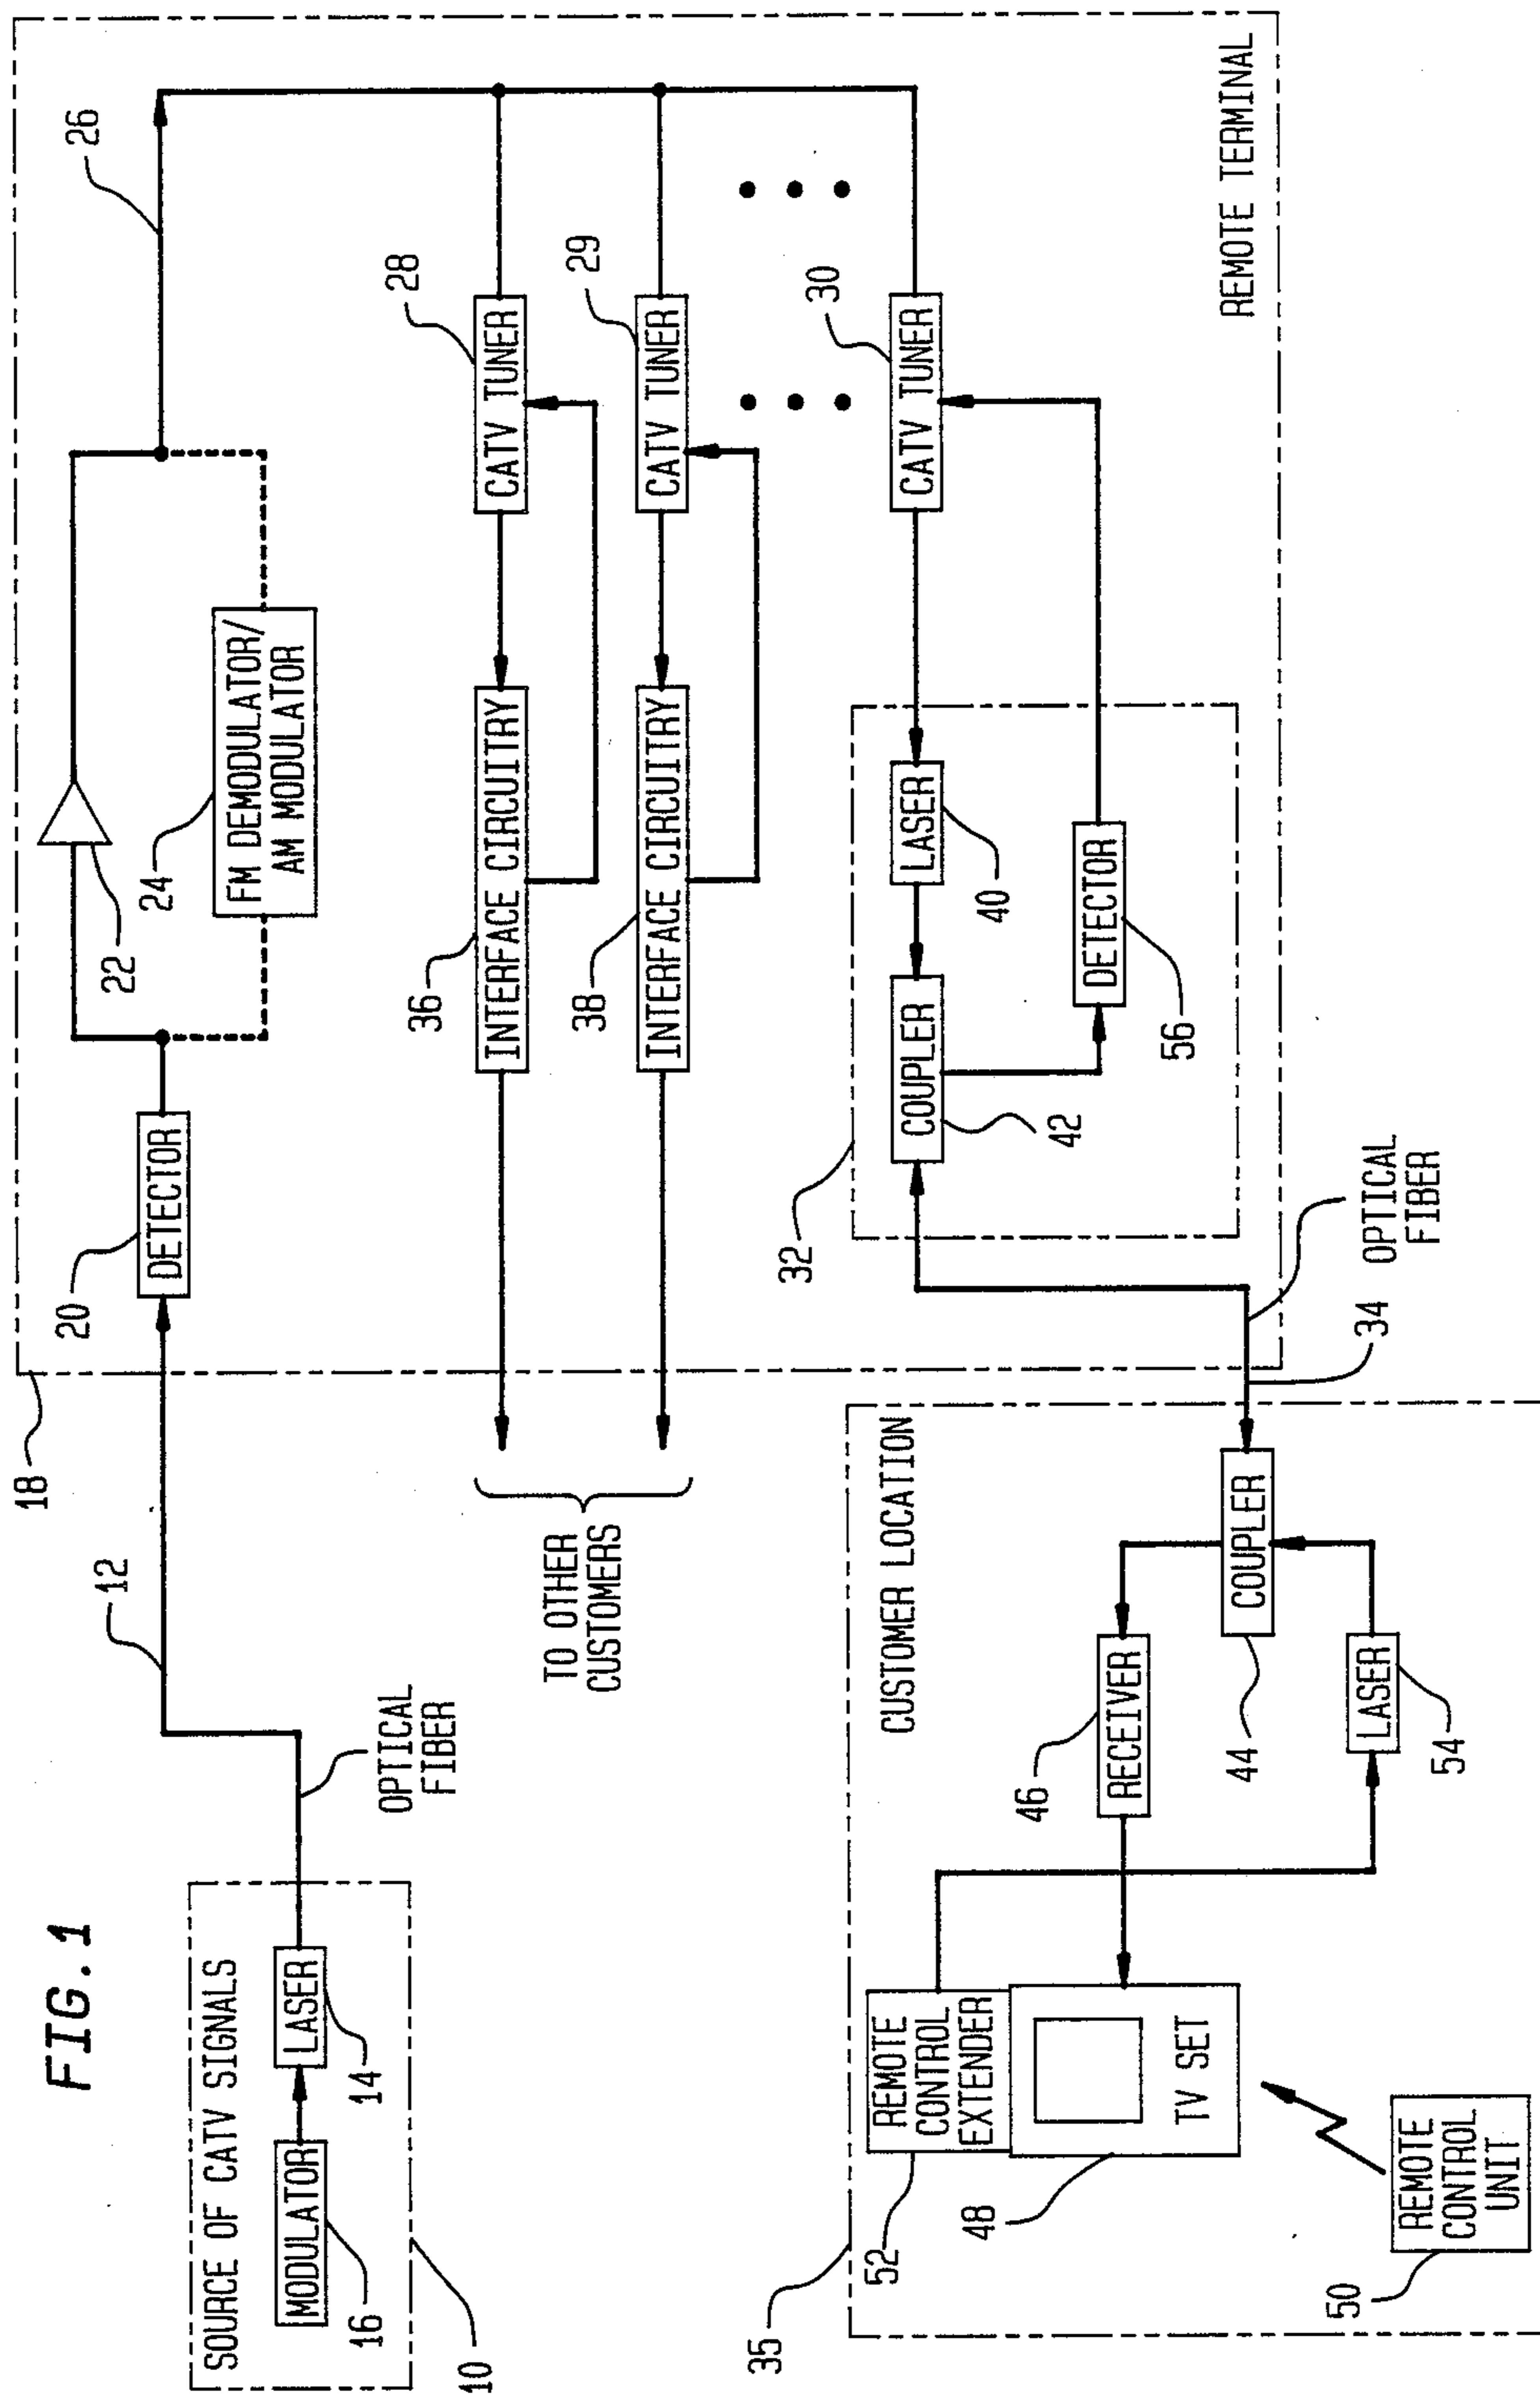 FIG. 1
SOURCE OF CATV SIGNALS
MODULATOR
16
LASER
14
10
OPTICAL
FIBER
12
18
20
DETECTOR
22
24
FM DEMODULATOR/
AM MODULATOR
26
TO OTHER
CUSTOMERS
36
INTERFACE CIRCUITRY
28
CATV TUNER
38
INTERFACE CIRCUITRY
29
CATV TUNER
30
CATV TUNER
32
COUPLER
42
LASER
40
DETECTOR
56
REMOTE TERMINAL
OPTICAL
FIBER
34
CUSTOMER LOCATION
35
REMOTE
CONTROL
EXTENDER
52
TV SET
48
REMOTE
CONTROL
UNIT
50
46
RECEIVER
COUPLER
44
LASER
54